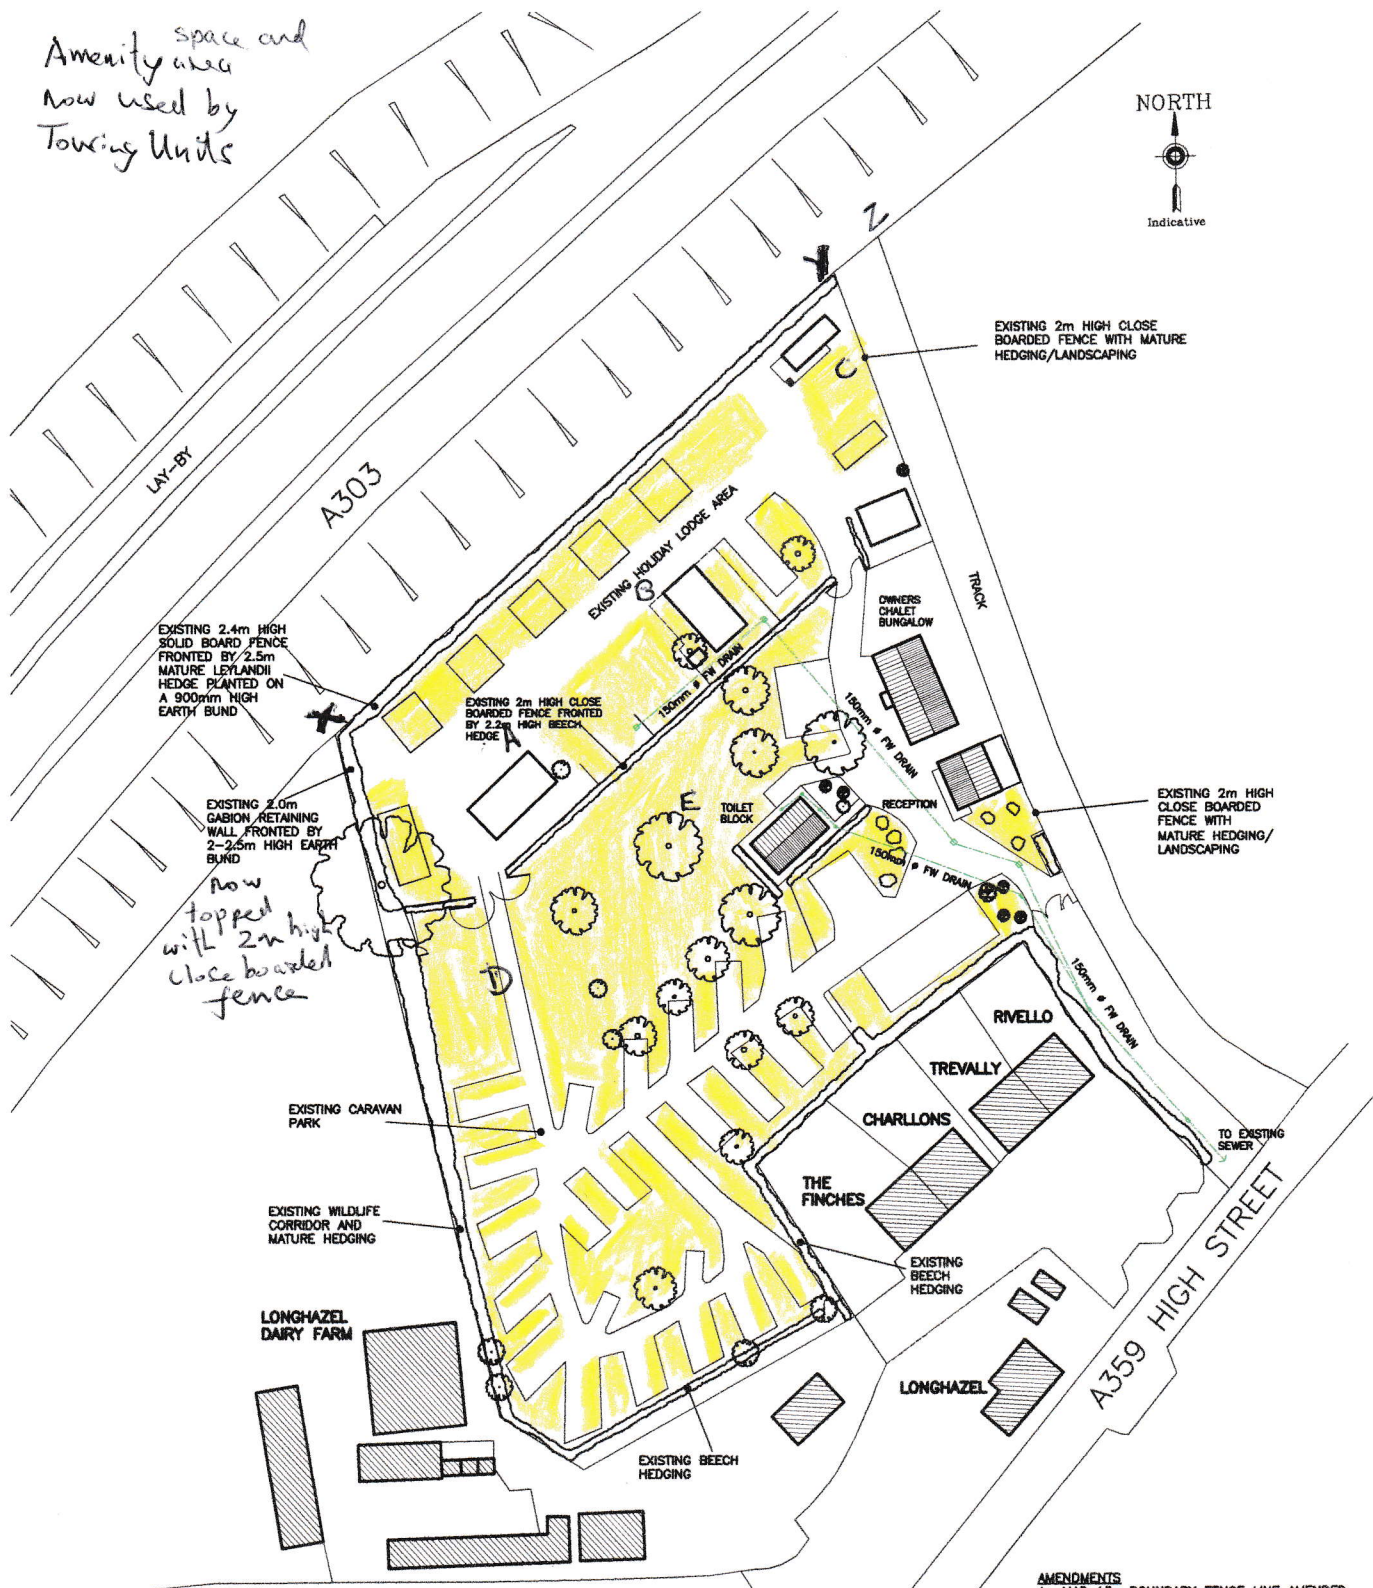 Amenity space and
area
now used by
Touring Units
NORTH
Indicative
Z
Y
EXISTING 2m HIGH CLOSE
BOARDED FENCE WITH MATURE
HEDGING/LANDSCAPING
C
LAY-BY
A303
EXISTING HOLIDAY LODGE AREA
B
TRACK
OWNERS
CHALET
BUNGALOW
EXISTING 2.4m HIGH
SOLID BOARD FENCE
FRONTED BY 2.5m
MATURE LEYLANDII
HEDGE PLANTED ON
A 900mm HIGH
EARTH BUND
X
EXISTING 2m HIGH CLOSE
BOARDED FENCE FRONTED
BY 2.2m HIGH BEECH
HEDGE
A
150mm ø FW DRAIN
150mm ø FW DRAIN
EXISTING 2.0m
GABION RETAINING
WALL FRONTED BY
2-2.5m HIGH EARTH
BUND
now
topped
with 2m high
close boarded
fence
E
TOILET
BLOCK
RECEPTION
150mm ø FW DRAIN
EXISTING 2m HIGH
CLOSE BOARDED
FENCE WITH
MATURE HEDGING/
LANDSCAPING
D
150mm ø FW DRAIN
RIVELLO
TREVALLY
CHARLLONS
THE
FINCHES
EXISTING CARAVAN
PARK
TO EXISTING
SEWER
EXISTING WILDLIFE
CORRIDOR AND
MATURE HEDGING
EXISTING
BEECH
HEDGING
LONGHAZEL
DAIRY FARM
LONGHAZEL
A359 HIGH STREET
EXISTING BEECH
HEDGING
AMENDMENTS
BOUNDARY FENCE LINE AMENDED